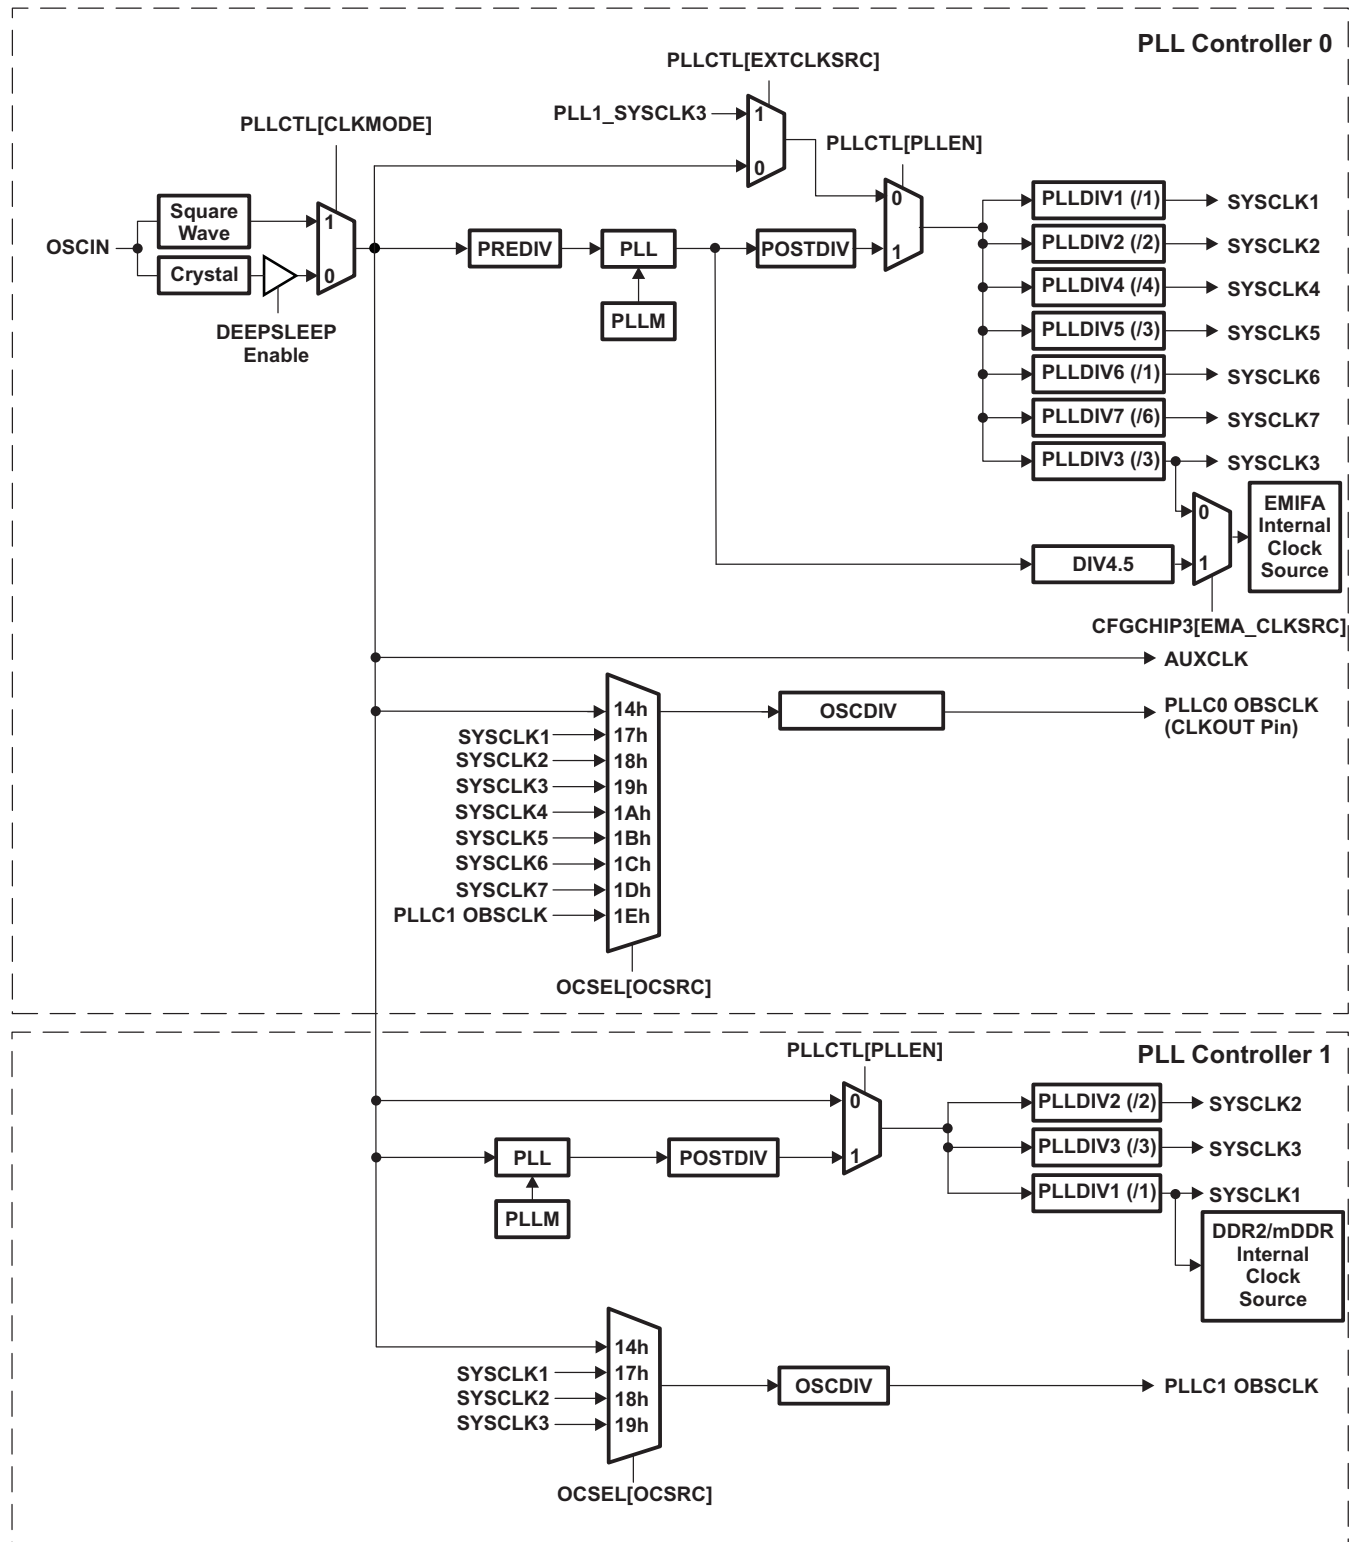 PLL Controller 0
PLLCTL[EXTCLKSRC]
PLL1_SYSCLK3
1
0
PLLCTL[CLKMODE]
PLLCTL[PLLEN]
0
1
OSCIN
Square
Wave
Crystal
1
0
DEEPSLEEP
Enable
PREDIV
PLL
PLLM
POSTDIV
PLLDIV1 (/1)
SYSCLK1
PLLDIV2 (/2)
SYSCLK2
PLLDIV4 (/4)
SYSCLK4
PLLDIV5 (/3)
SYSCLK5
PLLDIV6 (/1)
SYSCLK6
PLLDIV7 (/6)
SYSCLK7
PLLDIV3 (/3)
SYSCLK3
0
1
EMIFA
Internal
Clock
Source
DIV4.5
CFGCHIP3[EMA_CLKSRC]
AUXCLK
14h
OSCDIV
PLLC0 OBSCLK
(CLKOUT Pin)
SYSCLK1 17h
SYSCLK2 18h
SYSCLK3 19h
SYSCLK4 1Ah
SYSCLK5 1Bh
SYSCLK6 1Ch
SYSCLK7 1Dh
PLLC1 OBSCLK 1Eh
OCSEL[OCSRC]
PLL Controller 1
PLLCTL[PLLEN]
0
1
PLL
PLLM
POSTDIV
PLLDIV2 (/2)
SYSCLK2
PLLDIV3 (/3)
SYSCLK3
PLLDIV1 (/1)
SYSCLK1
DDR2/mDDR
Internal
Clock
Source
14h
SYSCLK1 17h
SYSCLK2 18h
SYSCLK3 19h
OSCDIV
PLLC1 OBSCLK
OCSEL[OCSRC]